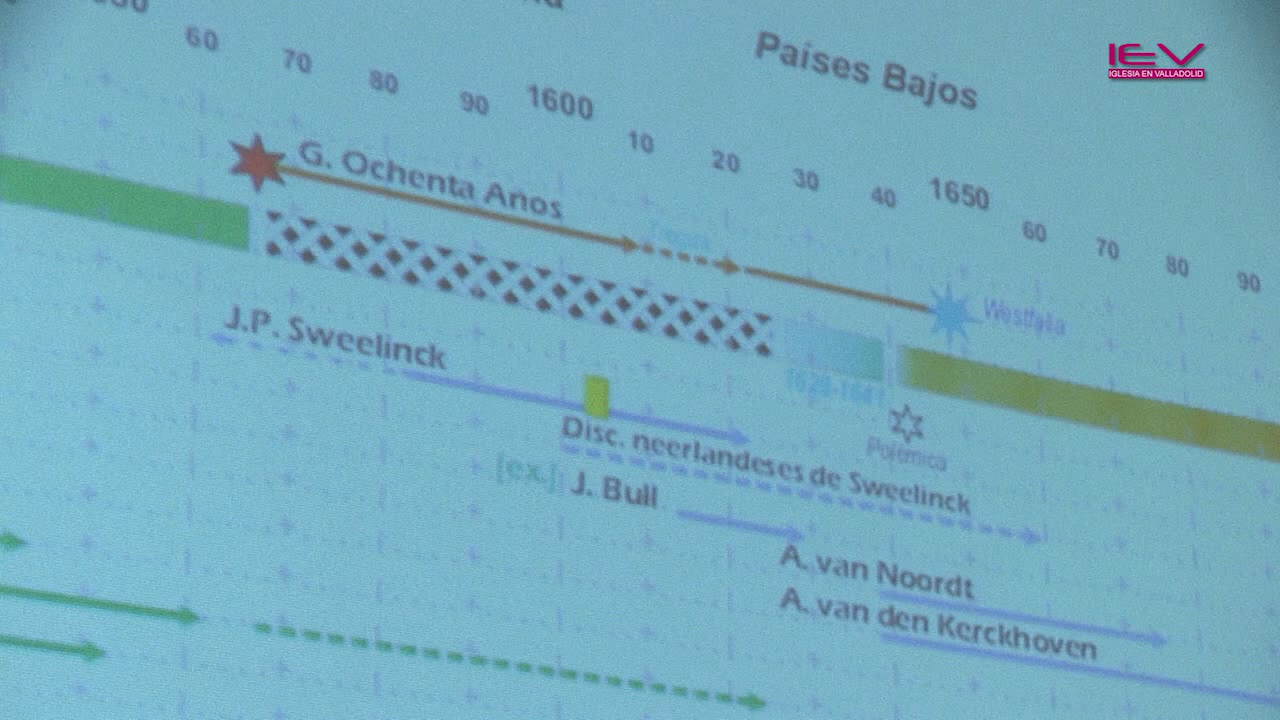 Países Bajos
IEV
IGLESIA EN VALLADOLID
60 70 80 90 1600 10 20 30 40 1650 60 70 80 90
G. Ochenta Anos
Westfalia
J.P. Sweelinck
Polémica
Disc. neerlandeses de Sweelinck
[ex.] J. Bull
A. van Noordt
A. van den Kerckhoven